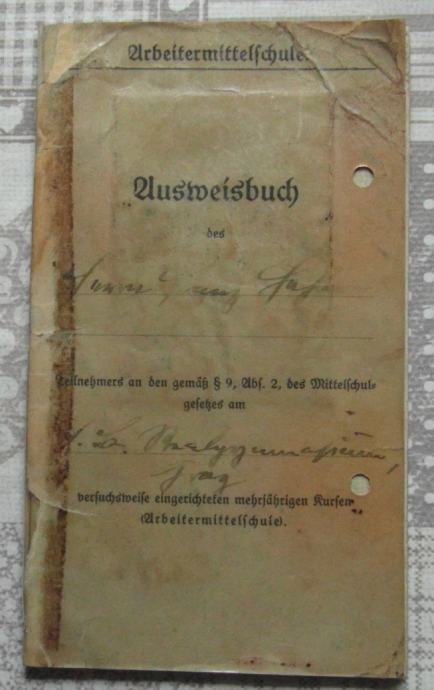 Arbeitermittelschule.
Ausweisbuch
des
Teilnehmers an den gemäß § 9, Abs. 2, des Mittelschul-
gesetzes am
Realgymnasium,
versuchsweise eingerichteten mehrjährigen Kursen
(Arbeitermittelschule).